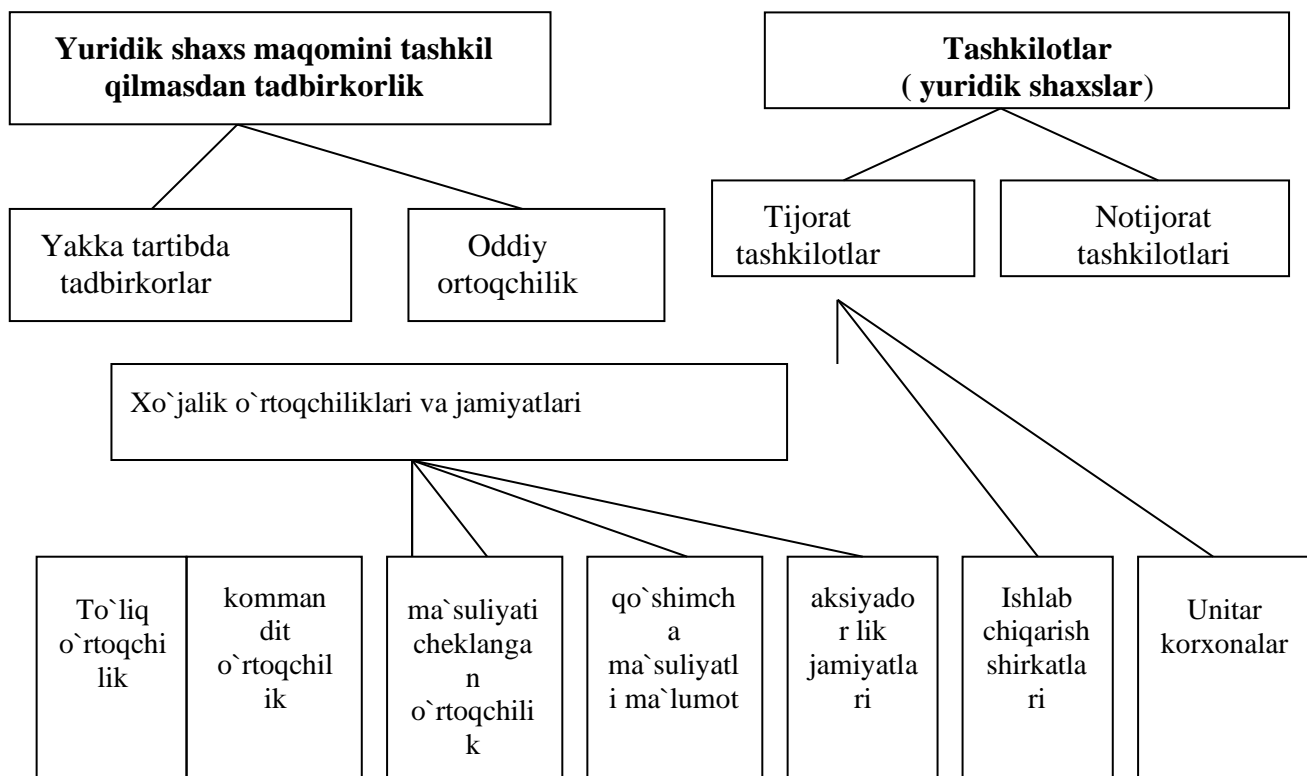 Yuridik shaxs maqomini tashkil
qilmasdan tadbirkorlik
Tashkilotlar
( yuridik shaxslar)
Yakka tartibda
tadbirkorlar
Oddiy
ortoqchilik
Tijorat
tashkilotlar
Notijorat
tashkilotlari
Xo`jalik o`rtoqchiliklari va jamiyatlari
To`liq
o`rtoqchi
lik
komman
dit
o`rtoqchil
ik
ma`suliyati
cheklanga
n
o`rtoqchili
k
qo`shimch
a
ma`suliyatl
i ma`lumot
aksiyado
r lik
jamiyatla
ri
Ishlab
chiqarish
shirkatla
ri
Unitar
korxonalar